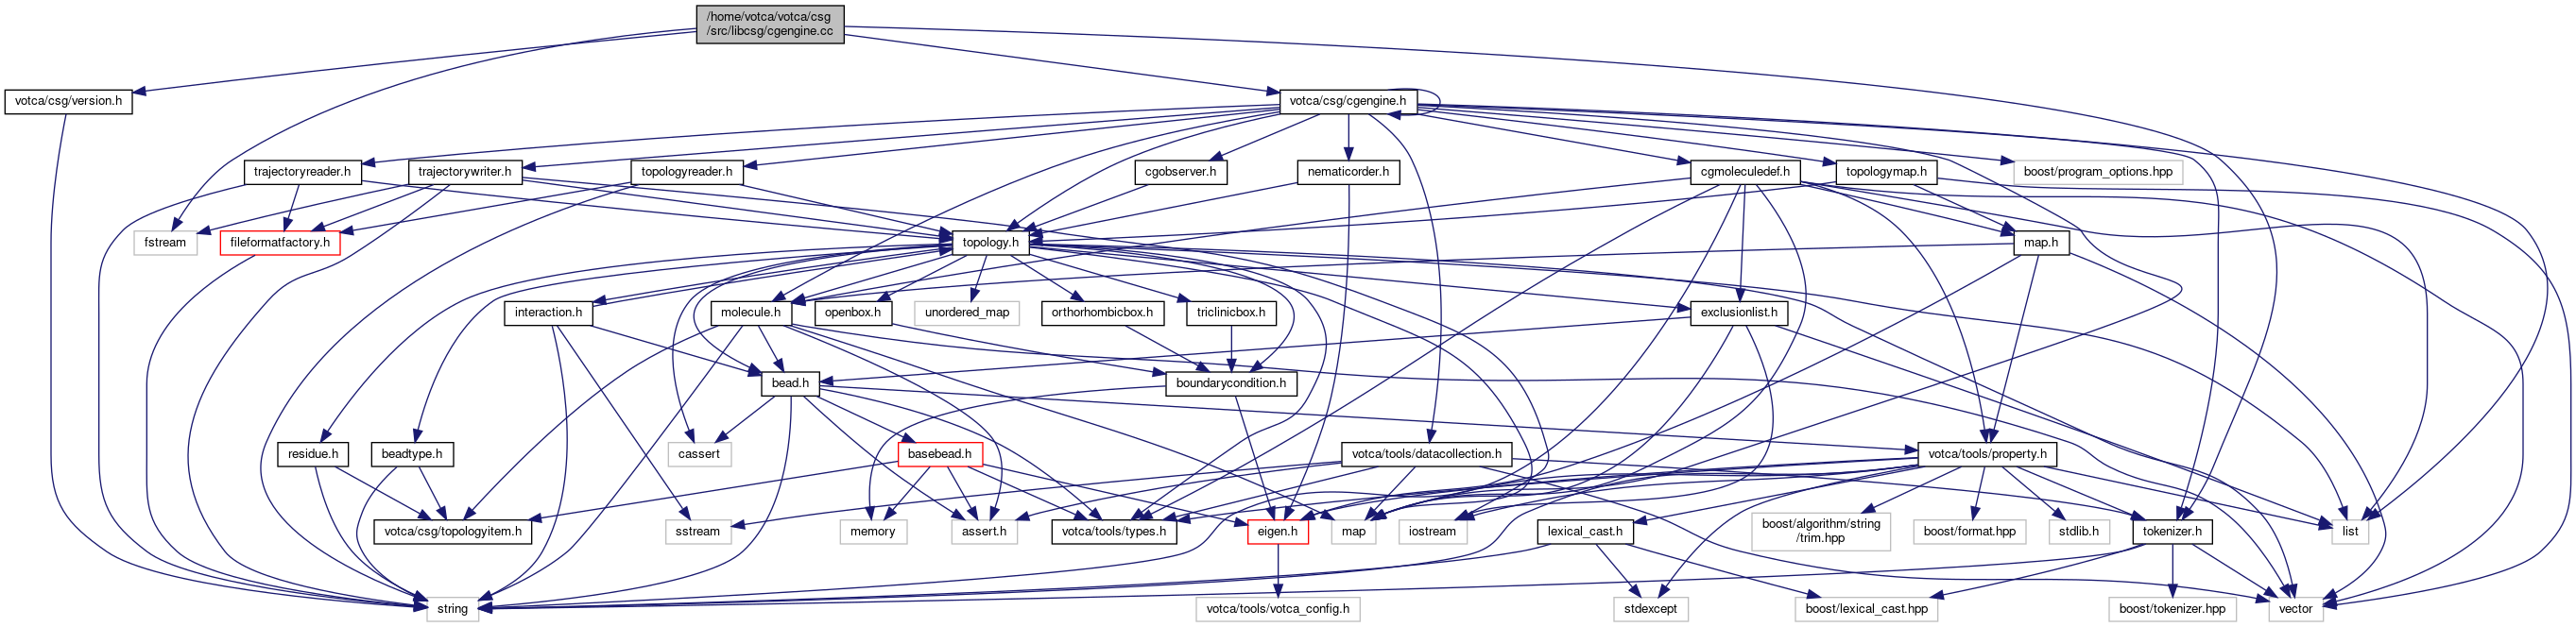 /home/votca/votca/csg
/src/libcsg/cgengine.cc
votca/csg/version.h
votca/csg/cgengine.h
trajectoryreader.h
trajectorywriter.h
topologyreader.h
cgobserver.h
nematicorder.h
cgmoleculedef.h
topologymap.h
boost/program_options.hpp
fstream
fileformatfactory.h
topology.h
map.h
interaction.h
molecule.h
openbox.h
unordered_map
orthorhombicbox.h
triclinicbox.h
exclusionlist.h
bead.h
boundarycondition.h
residue.h
beadtype.h
cassert
basebead.h
votca/tools/datacollection.h
votca/tools/property.h
votca/csg/topologyitem.h
sstream
memory
assert.h
votca/tools/types.h
eigen.h
map
iostream
lexical_cast.h
boost/algorithm/string
/trim.hpp
boost/format.hpp
stdlib.h
tokenizer.h
list
string
votca/tools/votca_config.h
stdexcept
boost/lexical_cast.hpp
boost/tokenizer.hpp
vector